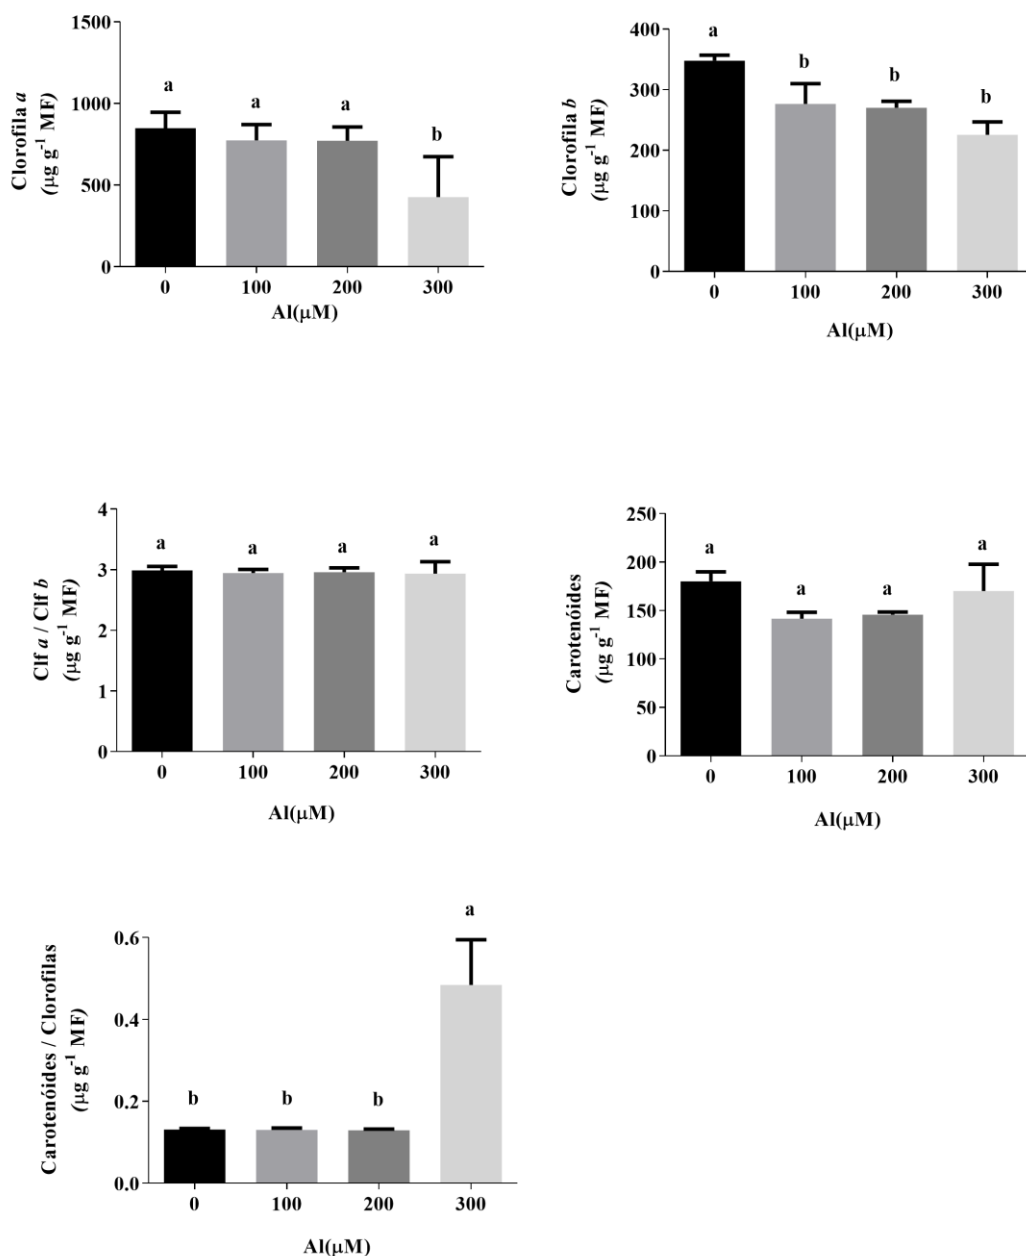 1500
a
a
a
b
1000
500
0
Clorofila a
(μg g-1 MF)
0 100 200 300
Al(μM)
400
a
b
b
b
300
200
100
0
Clorofila b
(μg g-1 MF)
0 100 200 300
Al(μM)
4
a
a
a
a
3
2
1
0
Clf a / Clf b
(μg g-1 MF)
0 100 200 300
Al(μM)
250
a
a
a
a
200
150
100
50
0
Carotenóides
(μg g-1 MF)
0 100 200 300
Al(μM)
a
0.6
0.4
0.2
b
b
b
0.0
Carotenóides / Clorofilas
(μg g-1 MF)
0 100 200 300
Al(μM)